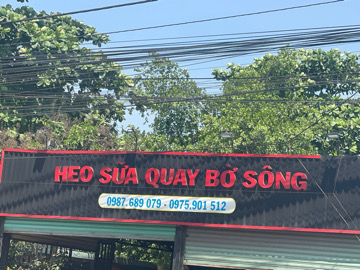 HEO SỮA QUAY BỜ SÔNG
0987.689 079 - 0975.901 512